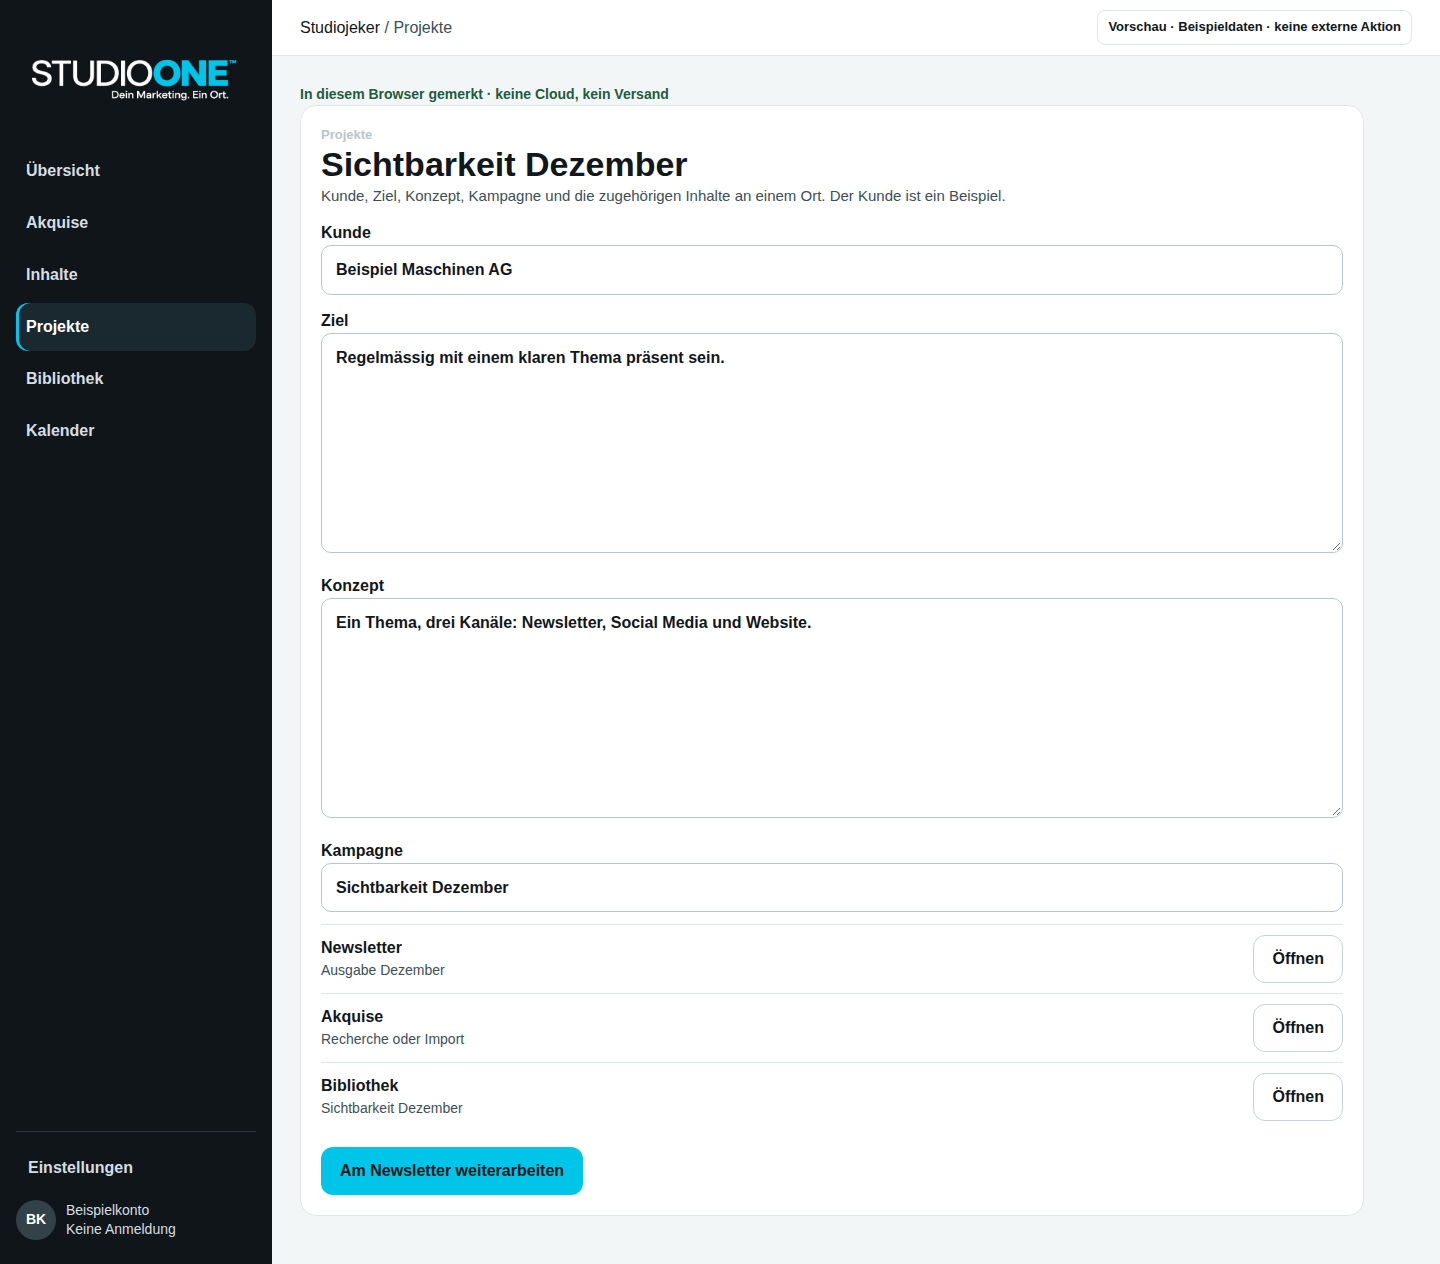 STUDIOONE™
Dein Marketing. Ein Ort.
Übersicht
Akquise
Inhalte
Projekte
Bibliothek
Kalender
Einstellungen
BK
Beispielkonto
Keine Anmeldung
Studiojeker / Projekte
Vorschau · Beispieldaten · keine externe Aktion
In diesem Browser gemerkt · keine Cloud, kein Versand
Projekte
Sichtbarkeit Dezember
Kunde, Ziel, Konzept, Kampagne und die zugehörigen Inhalte an einem Ort. Der Kunde ist ein Beispiel.
Kunde
Beispiel Maschinen AG
Ziel
Regelmässig mit einem klaren Thema präsent sein.
Konzept
Ein Thema, drei Kanäle: Newsletter, Social Media und Website.
Kampagne
Sichtbarkeit Dezember
Newsletter
Ausgabe Dezember
Öffnen
Akquise
Recherche oder Import
Öffnen
Bibliothek
Sichtbarkeit Dezember
Öffnen
Am Newsletter weiterarbeiten